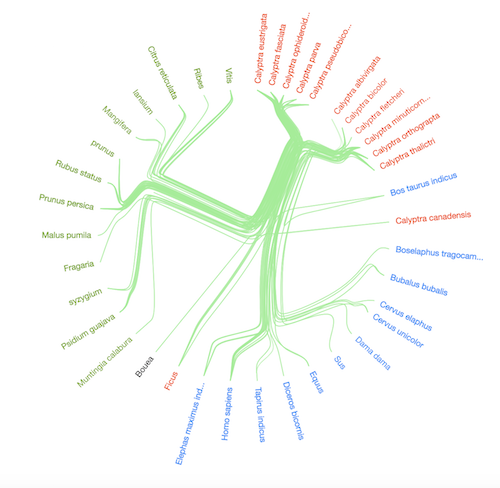 Calyptra eustrigata
Calyptra fasciata
Calyptra ophideroid...
Calyptra parva
Calyptra pseudobico...
Calyptra albivirgata
Calyptra bicolor
Calyptra fletcheri
Calyptra minuticorn...
Calyptra orthograpta
Calyptra thalictri
Bos taurus indicus
Calyptra canadensis
Boselaphus tragocam...
Bubalus bubalis
Cervus elaphus
Cervus unicolor
Dama dama
Sus
Equus
Diceros bicornis
Tapirus indicus
Homo sapiens
Elephas maximus ind...
Ficus
Bouea
Muntingia calabura
Psidium guajava
syzygium
Fragaria
Malus pumila
Prunus persica
Rubus status
prunus
Mangifera
lansium
Citrus reticulata
Ribes
Vitis